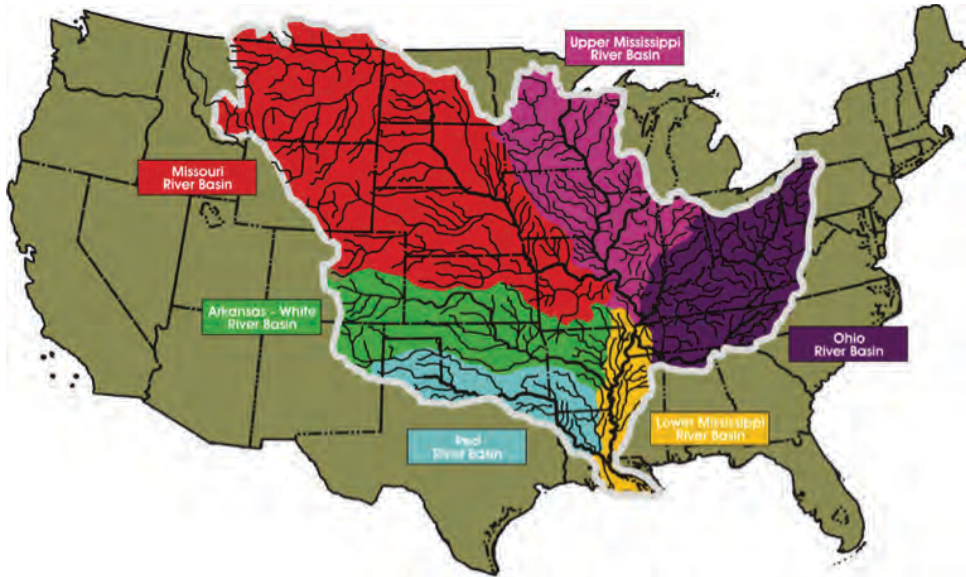 Upper Mississippi
River Basin
Missouri
River Basin
Arkansas - White
River Basin
Ohio
River Basin
Lower Mississippi
River Basin
Red
River Basin